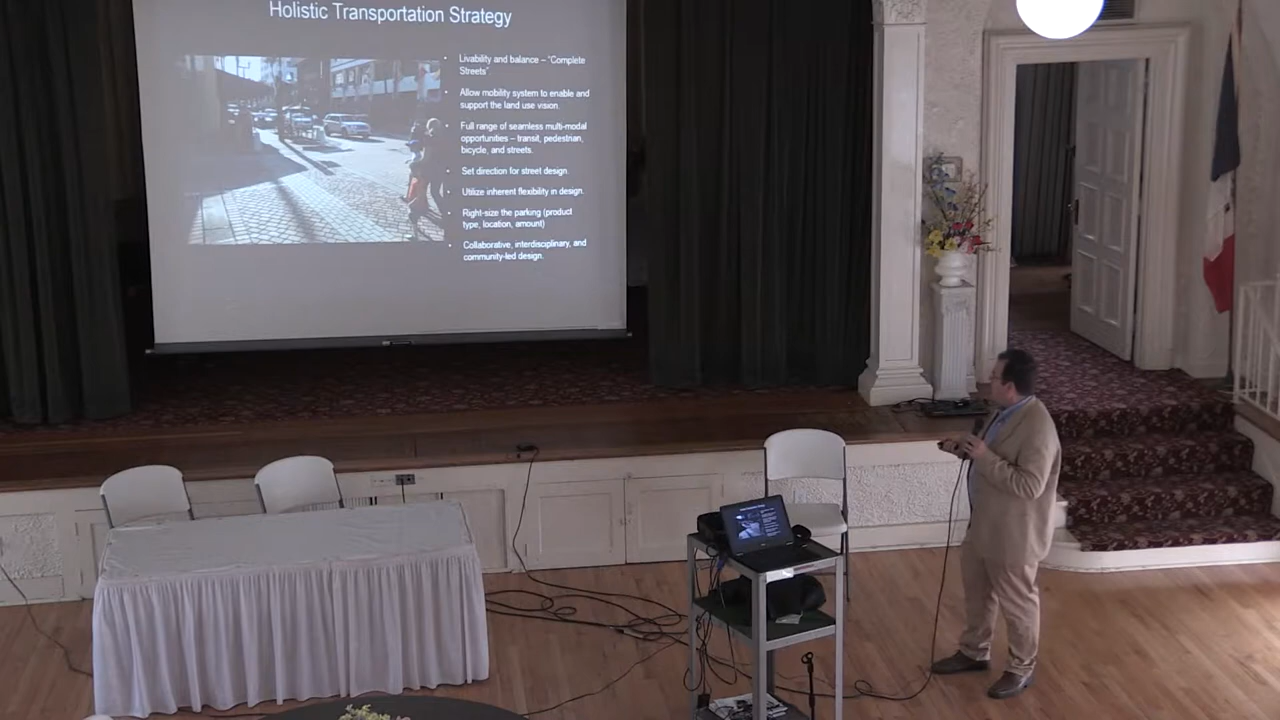 Holistic Transportation Strategy
Livability and balance – "Complete
Streets"
Allow mobility system to enable and
support the land use vision.
Full range of seamless multi-modal
opportunities – transit, pedestrian,
bicycle, and streets.
Set direction for street design.
Utilize inherent flexibility in design.
Right-size the parking (product
type, location, amount)
Collaborative, interdisciplinary, and
community-led design.